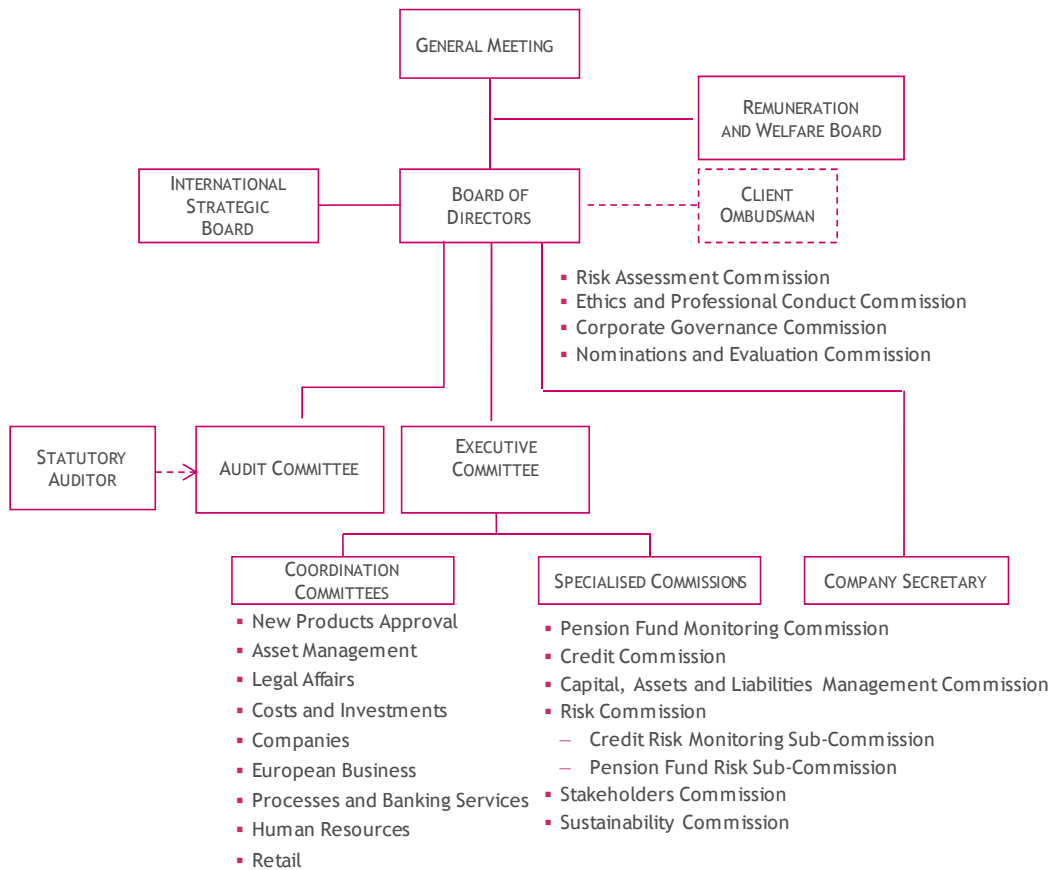 GENERAL MEETING
REMUNERATION
AND WELFARE BOARD
INTERNATIONAL
STRATEGIC
BOARD
BOARD OF
DIRECTORS
CLIENT
OMBUDSMAN
▪ Risk Assessment Commission
▪ Ethics and Professional Conduct Commission
▪ Corporate Governance Commission
▪ Nominations and Evaluation Commission
STATUTORY
AUDITOR
AUDIT COMMITTEE
EXECUTIVE
COMMITTEE
COORDINATION
COMMITTEES
▪ New Products Approval
▪ Asset Management
▪ Legal Affairs
▪ Costs and Investments
▪ Companies
▪ European Business
▪ Processes and Banking Services
▪ Human Resources
▪ Retail
SPECIALISED COMMISSIONS
▪ Pension Fund Monitoring Commission
▪ Credit Commission
▪ Capital, Assets and Liabilities Management Commission
▪ Risk Commission
– Credit Risk Monitoring Sub-Commission
– Pension Fund Risk Sub-Commission
▪ Stakeholders Commission
▪ Sustainability Commission
COMPANY SECRETARY